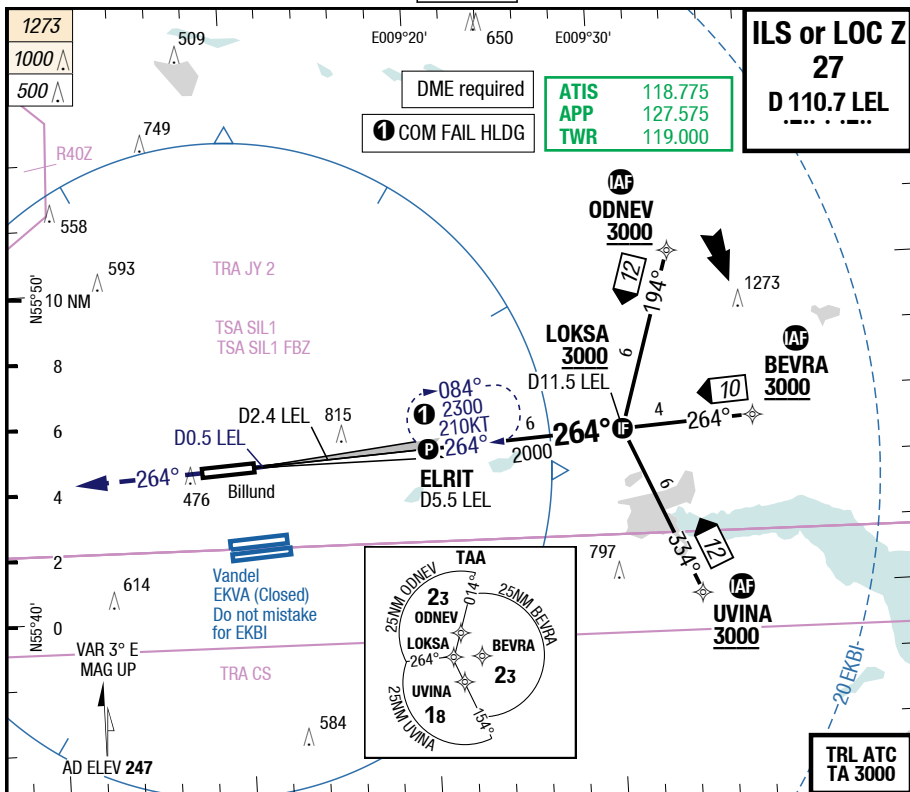 1273
1000
500
509
650
E009°20'
E009°30'
ILS or LOC Z
27
D 110.7 LEL
DME required
1 COM FAIL HLDG
ATIS 118.775
APP 127.575
TWR 119.000
749
R40Z
558
593
N55°50'
10 NM
TRA JY 2
TSA SIL1
TSA SIL1 FBZ
IAF
ODNEV
3000
12
194°
6
1273
LOKSA
3000
D11.5 LEL
IF
IAF
BEVRA
3000
10
4
264°
8
6
4
2
0
D2.4 LEL
815
D0.5 LEL
084°
1
2300
210KT
264°
6
264°
2000
P
ELRIT
D5.5 LEL
264°
476
Billund
6
334°
12
IAF
UVINA
3000
797
Vandel
EKVA (Closed)
Do not mistake
for EKBI
614
N55°40'
VAR 3° E
MAG UP
TRA CS
584
AD ELEV 247
TAA
25NM ODNEV
23
ODNEV
014°
25NM BEVRA
LOKSA
264°
BEVRA
23
UVINA
18
154°
25NM UVINA
20 EKBI
TRL ATC
TA 3000